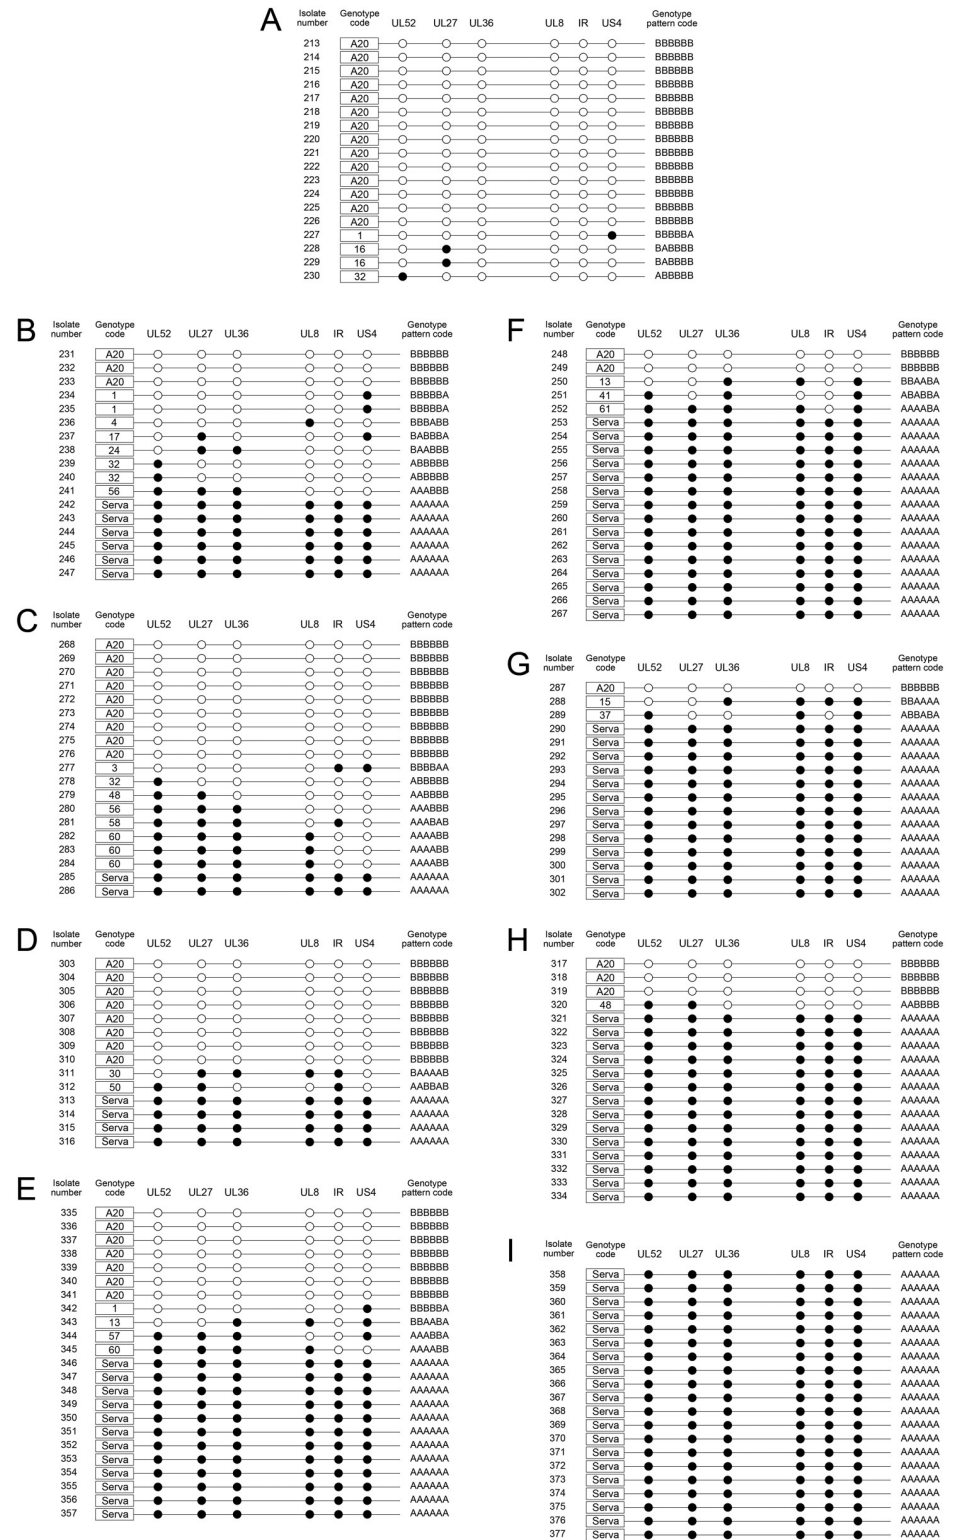 A
Isolate number Genotype code UL52 UL27 UL36 UL8 IR US4 Genotype pattern code
213 A20 BBBBBB
214 A20 BBBBBB
215 A20 BBBBBB
216 A20 BBBBBB
217 A20 BBBBBB
218 A20 BBBBBB
219 A20 BBBBBB
220 A20 BBBBBB
221 A20 BBBBBB
222 A20 BBBBBB
223 A20 BBBBBB
224 A20 BBBBBB
225 A20 BBBBBB
226 A20 BBBBBB
227 1 BBBBBA
228 16 BABBBB
229 16 BABBBB
230 32 ABBBBB
B
Isolate number Genotype code UL52 UL27 UL36 UL8 IR US4 Genotype pattern code
231 A20 BBBBBB
232 A20 BBBBBB
233 A20 BBBBBB
234 1 BBBBBA
235 1 BBBBBA
236 4 BBBABB
237 17 BABBBA
238 24 BAABBB
239 32 ABBBBB
240 32 ABBBBB
241 56 AAABBB
242 Serva AAAAAA
243 Serva AAAAAA
244 Serva AAAAAA
245 Serva AAAAAA
246 Serva AAAAAA
247 Serva AAAAAA
C
Isolate number Genotype code UL52 UL27 UL36 UL8 IR US4 Genotype pattern code
268 A20 BBBBBB
269 A20 BBBBBB
270 A20 BBBBBB
271 A20 BBBBBB
272 A20 BBBBBB
273 A20 BBBBBB
274 A20 BBBBBB
275 A20 BBBBBB
276 A20 BBBBBB
277 3 BBBBAA
278 32 ABBBBB
279 48 AABBBB
280 56 AAABBB
281 58 AAABAB
282 60 AAAABB
283 60 AAAABB
284 60 AAAABB
285 Serva AAAAAA
286 Serva AAAAAA
D
Isolate number Genotype code UL52 UL27 UL36 UL8 IR US4 Genotype pattern code
303 A20 BBBBBB
304 A20 BBBBBB
305 A20 BBBBBB
306 A20 BBBBBB
307 A20 BBBBBB
308 A20 BBBBBB
309 A20 BBBBBB
310 A20 BBBBBB
311 30 BAAAAB
312 50 AABBAB
313 Serva AAAAAA
314 Serva AAAAAA
315 Serva AAAAAA
316 Serva AAAAAA
E
Isolate number Genotype code UL52 UL27 UL36 UL8 IR US4 Genotype pattern code
335 A20 BBBBBB
336 A20 BBBBBB
337 A20 BBBBBB
338 A20 BBBBBB
339 A20 BBBBBB
340 A20 BBBBBB
341 A20 BBBBBB
342 1 BBBBBA
343 13 BBAABA
344 57 AAABBA
345 60 AAAABB
346 Serva AAAAAA
347 Serva AAAAAA
348 Serva AAAAAA
349 Serva AAAAAA
350 Serva AAAAAA
351 Serva AAAAAA
352 Serva AAAAAA
353 Serva AAAAAA
354 Serva AAAAAA
355 Serva AAAAAA
356 Serva AAAAAA
357 Serva AAAAAA
F
Isolate number Genotype code UL52 UL27 UL36 UL8 IR US4 Genotype pattern code
248 A20 BBBBBB
249 A20 BBBBBB
250 13 BBAABA
251 41 ABABBA
252 61 AAAABA
253 Serva AAAAAA
254 Serva AAAAAA
255 Serva AAAAAA
256 Serva AAAAAA
257 Serva AAAAAA
258 Serva AAAAAA
259 Serva AAAAAA
260 Serva AAAAAA
261 Serva AAAAAA
262 Serva AAAAAA
263 Serva AAAAAA
264 Serva AAAAAA
265 Serva AAAAAA
266 Serva AAAAAA
267 Serva AAAAAA
G
Isolate number Genotype code UL52 UL27 UL36 UL8 IR US4 Genotype pattern code
287 A20 BBBBBB
288 15 BBAAAA
289 37 ABBABA
290 Serva AAAAAA
291 Serva AAAAAA
292 Serva AAAAAA
293 Serva AAAAAA
294 Serva AAAAAA
295 Serva AAAAAA
296 Serva AAAAAA
297 Serva AAAAAA
298 Serva AAAAAA
299 Serva AAAAAA
300 Serva AAAAAA
301 Serva AAAAAA
302 Serva AAAAAA
H
Isolate number Genotype code UL52 UL27 UL36 UL8 IR US4 Genotype pattern code
317 A20 BBBBBB
318 A20 BBBBBB
319 A20 BBBBBB
320 48 AABBBB
321 Serva AAAAAA
322 Serva AAAAAA
323 Serva AAAAAA
324 Serva AAAAAA
325 Serva AAAAAA
326 Serva AAAAAA
327 Serva AAAAAA
328 Serva AAAAAA
329 Serva AAAAAA
330 Serva AAAAAA
331 Serva AAAAAA
332 Serva AAAAAA
333 Serva AAAAAA
334 Serva AAAAAA
I
Isolate number Genotype code UL52 UL27 UL36 UL8 IR US4 Genotype pattern code
358 Serva AAAAAA
359 Serva AAAAAA
360 Serva AAAAAA
361 Serva AAAAAA
362 Serva AAAAAA
363 Serva AAAAAA
364 Serva AAAAAA
365 Serva AAAAAA
366 Serva AAAAAA
367 Serva AAAAAA
368 Serva AAAAAA
369 Serva AAAAAA
370 Serva AAAAAA
371 Serva AAAAAA
372 Serva AAAAAA
373 Serva AAAAAA
374 Serva AAAAAA
375 Serva AAAAAA
376 Serva AAAAAA
377 Serva AAAAAA